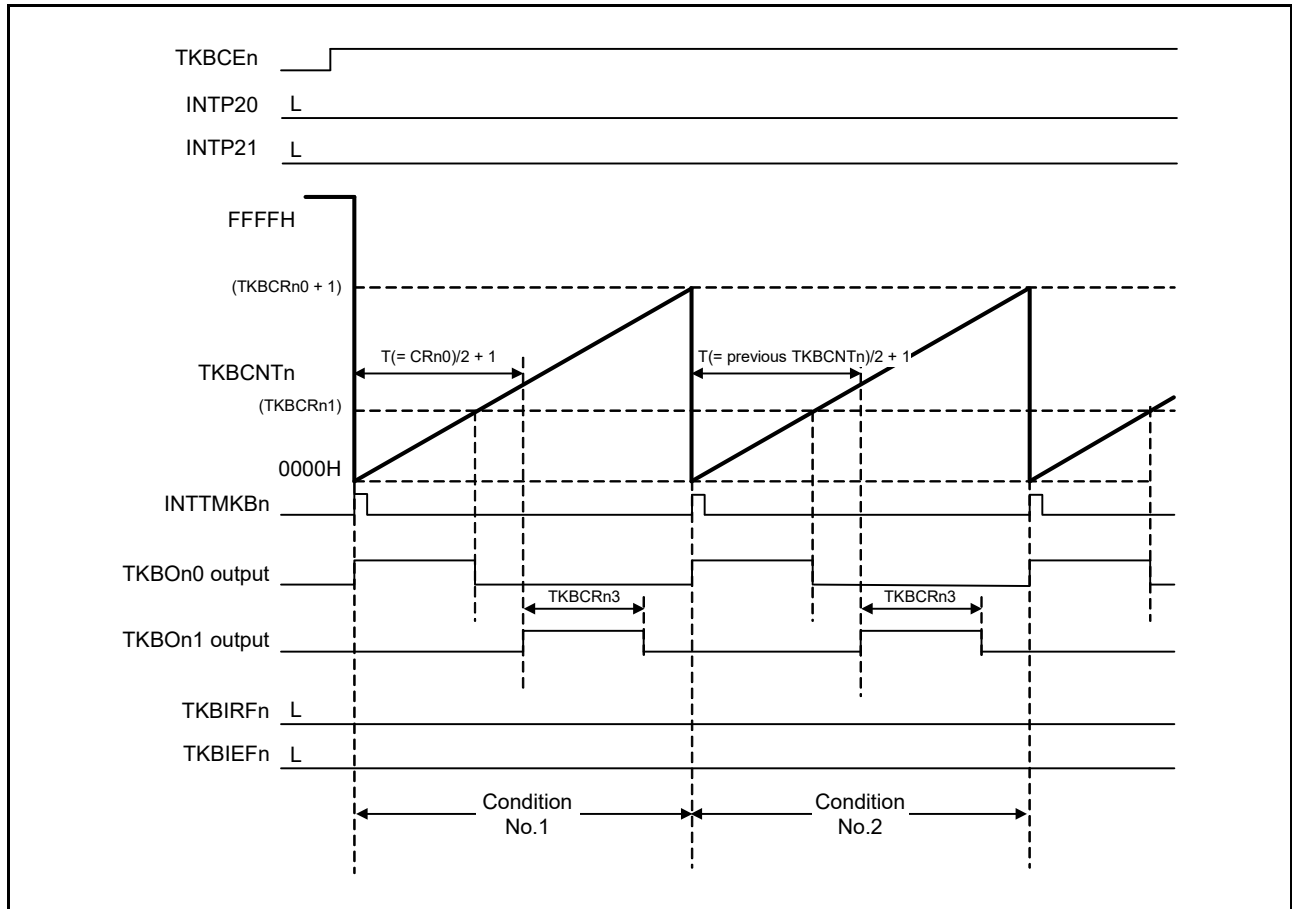 TKBCEn
INTP20 L
INTP21 L
FFFFH
(TKBCRn0 + 1)
T(= CRn0)/2 + 1
T(= previous TKBCNTn)/2 + 1
TKBCNTn
(TKBCRn1)
0000H
INTTMKBn
TKBOn0 output
TKBCRn3
TKBCRn3
TKBOn1 output
TKBIRFn L
TKBIEFn L
Condition
No.1
Condition
No.2